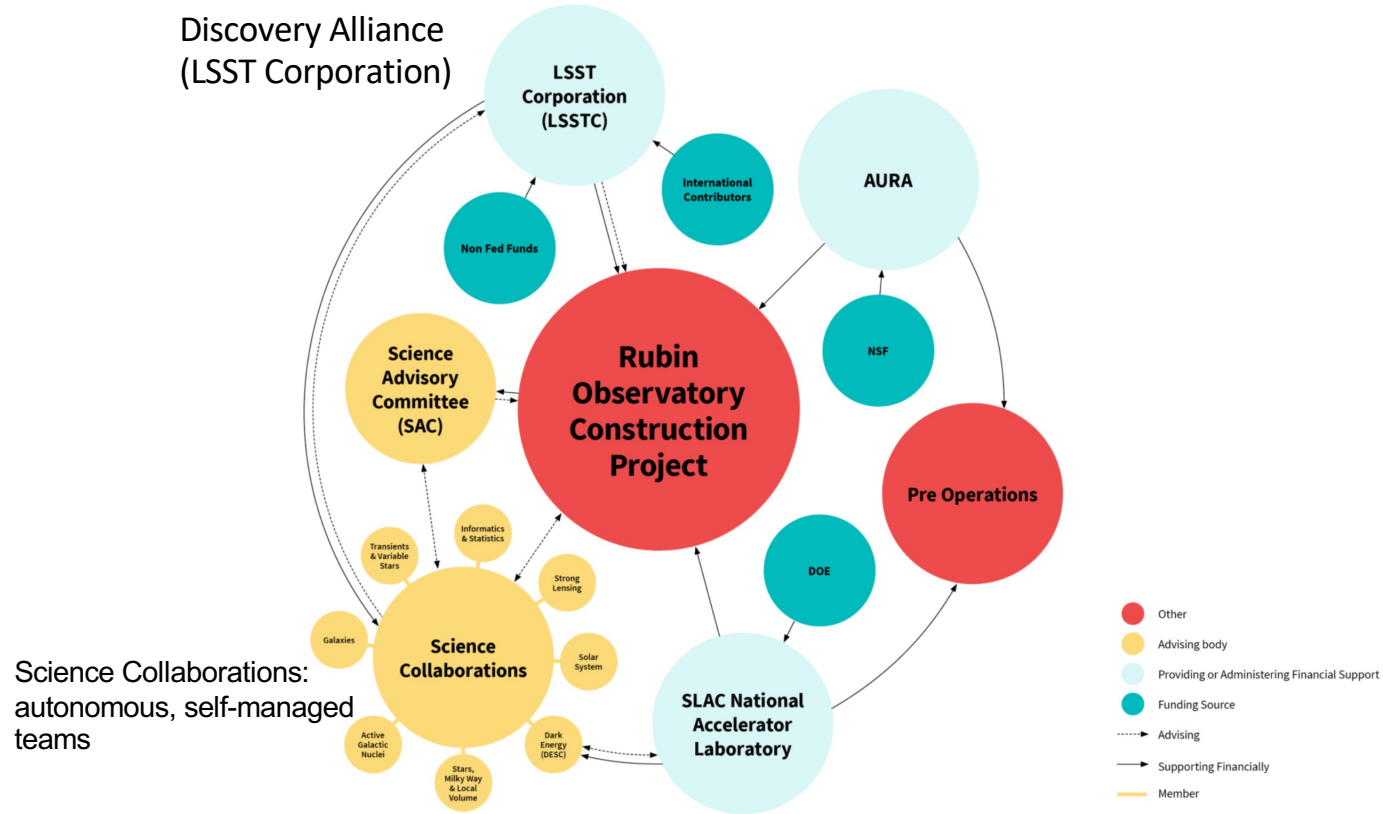 Discovery Alliance
(LSST Corporation)
LSST
Corporation
(LSSTC)
International
Contributors
AURA
Non Fed Funds
NSF
Science
Advisory
Committee
(SAC)
Rubin
Observatory
Construction
Project
Pre Operations
DOE
Informatics
& Statistics
Transients
& Variable
Stars
Strong
Lensing
Galaxies
Science
Collaborations
Solar
System
Science Collaborations:
autonomous, self-managed
teams
Active
Galactic
Nuclei
Stars,
Milky Way
& Local
Volume
Dark
Energy
(DESC)
SLAC National
Accelerator
Laboratory
Other
Advising body
Providing or Administering Financial Support
Funding Source
Advising
Supporting Financially
Member